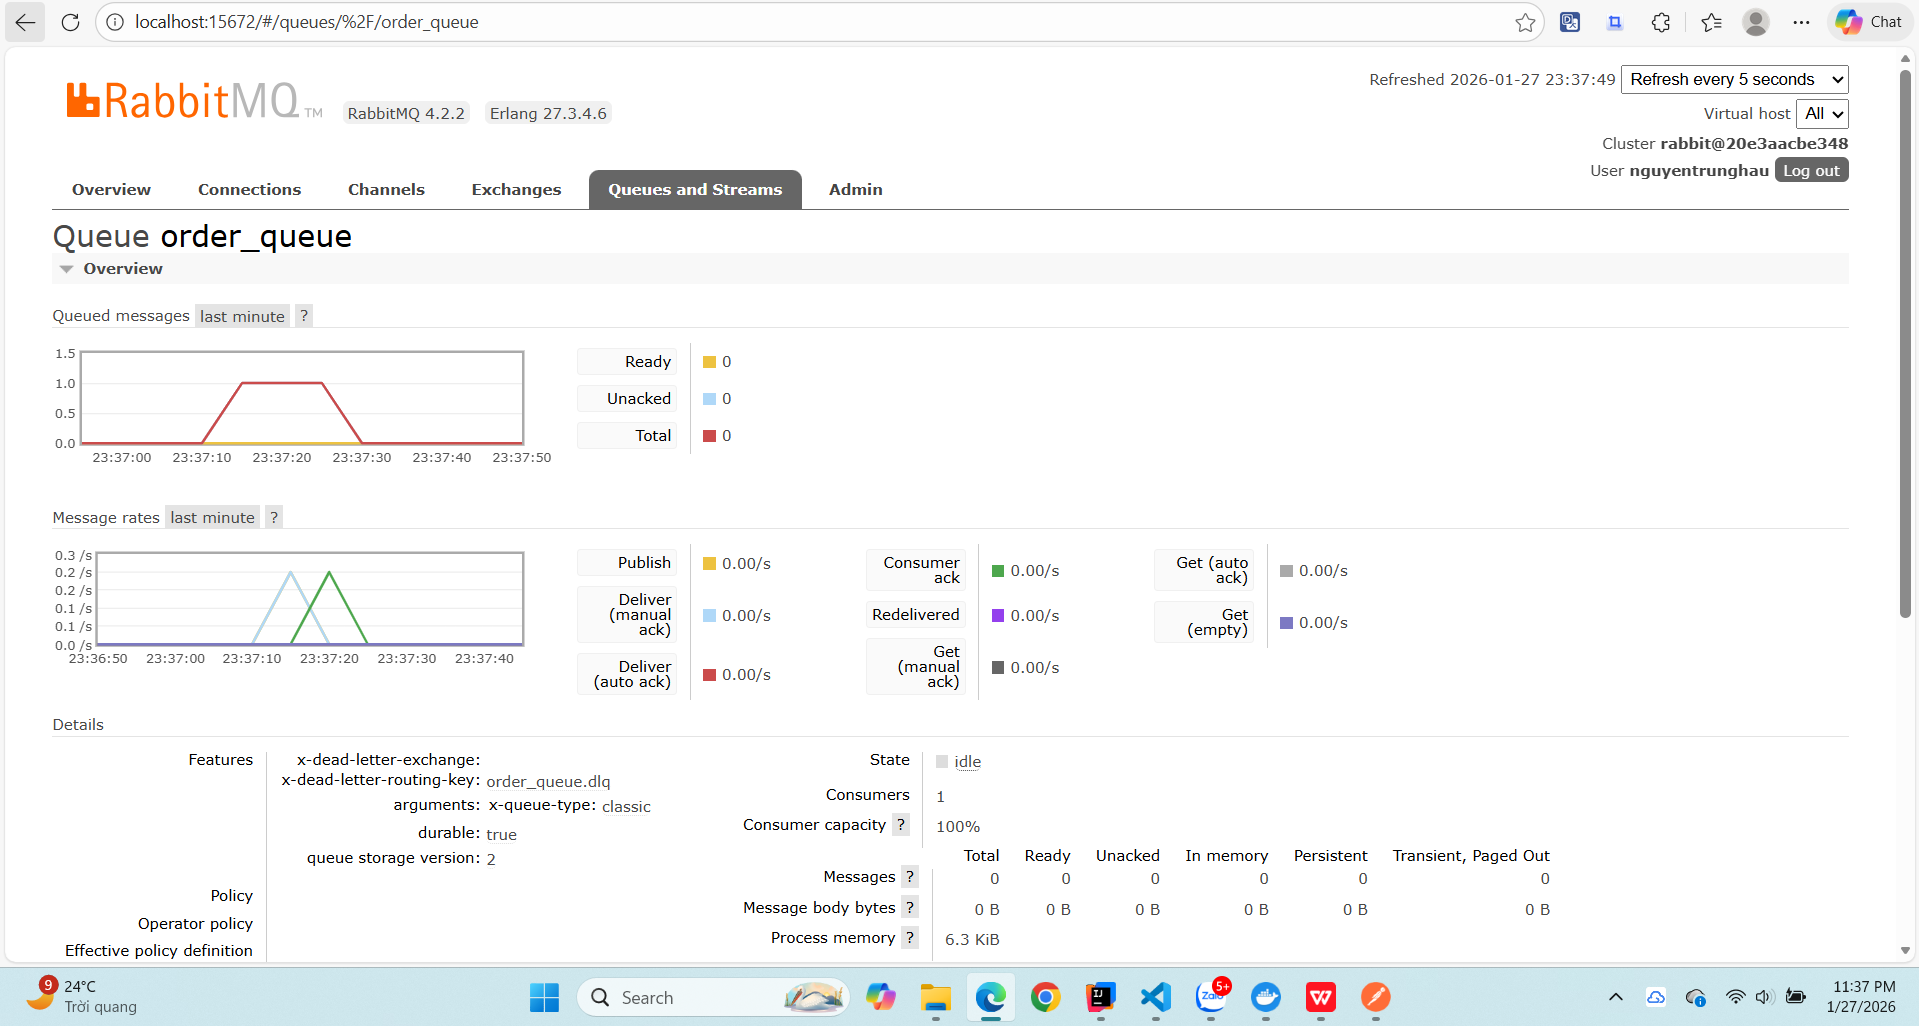 localhost:15672/#/queues/%2F/order_queue
Chat
RabbitMQ TM
RabbitMQ 4.2.2
Erlang 27.3.4.6
Refreshed 2026-01-27 23:37:49
Refresh every 5 seconds
Virtual host All
Cluster rabbit@20e3aacbe348
User nguyentrunghau Log out
Overview
Connections
Channels
Exchanges
Queues and Streams
Admin
Queue order_queue
Overview
Queued messages last minute ?
1.5
1.0
0.5
0.0
23:37:00 23:37:10 23:37:20 23:37:30 23:37:40 23:37:50
Ready 0
Unacked 0
Total 0
Message rates last minute ?
0.3 /s
0.2 /s
0.2 /s
0.1 /s
0.1 /s
0.0 /s
23:36:50 23:37:00 23:37:10 23:37:20 23:37:30 23:37:40
Publish 0.00/s
Deliver
(manual
ack)
0.00/s
Deliver
(auto ack)
0.00/s
Consumer
ack
0.00/s
Redelivered 0.00/s
Get
(manual
ack)
0.00/s
Get (auto
ack)
0.00/s
Get
(empty)
0.00/s
Details
Features
x-dead-letter-exchange:
x-dead-letter-routing-key: order_queue.dlq
arguments: x-queue-type: classic
durable: true
queue storage version: 2
Policy
Operator policy
Effective policy definition
State idle
Consumers 1
Consumer capacity ? 100%
Total Ready Unacked In memory Persistent Transient, Paged Out
Messages ? 0 0 0 0 0 0
Message body bytes ? 0 B 0 B 0 B 0 B 0 B 0 B
Process memory ? 6.3 KiB
9
24°C
Trời quang
Search
IJ
Zalo
5+
W
11:37 PM
1/27/2026